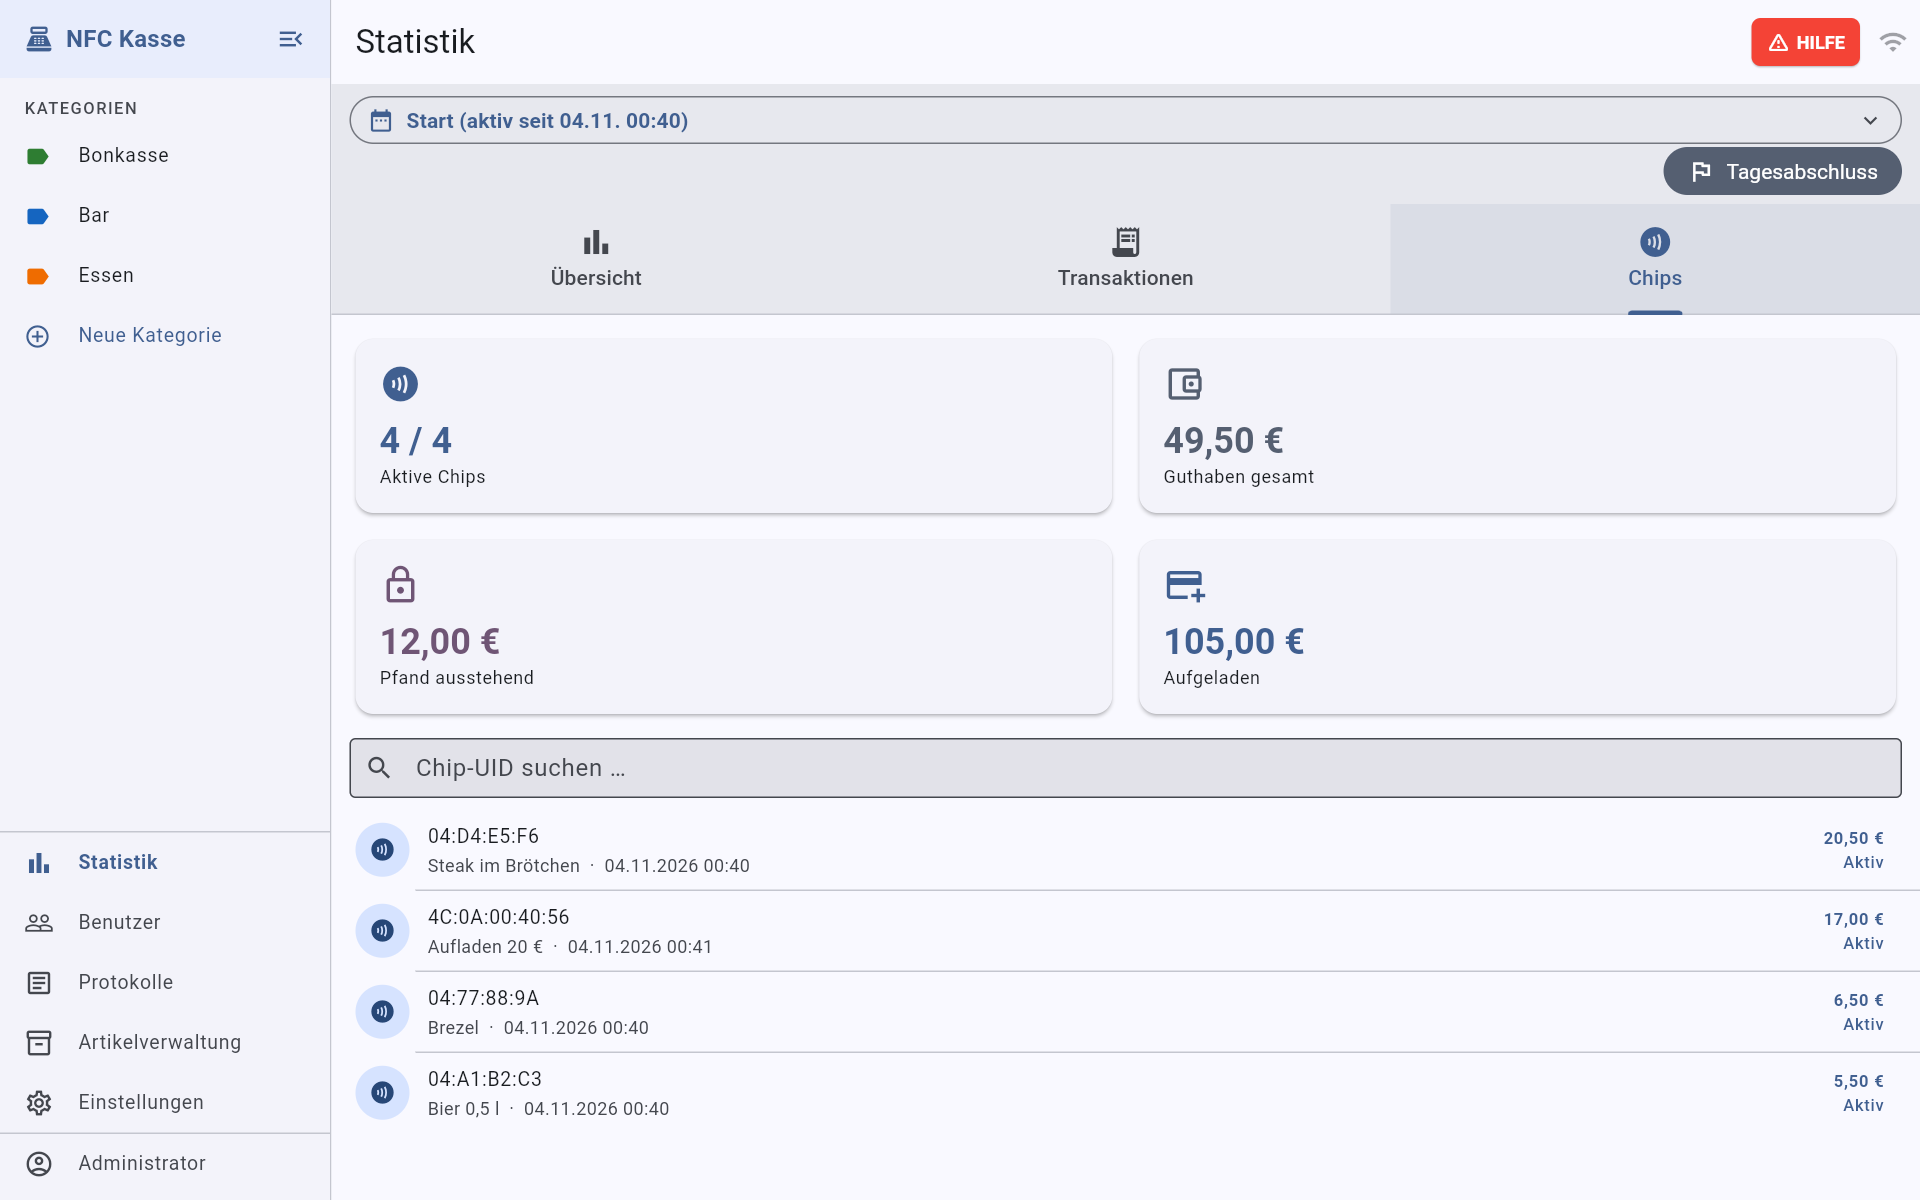 NFC Kasse
KATEGORIEN
Bonkasse
Bar
Essen
Neue Kategorie
Statistik
Benutzer
Protokolle
Artikelverwaltung
Einstellungen
Administrator
Statistik
HILFE
Start (aktiv seit 04.11. 00:40)
Tagesabschluss
Übersicht
Transaktionen
Chips
4 / 4
Aktive Chips
49,50 €
Guthaben gesamt
12,00 €
Pfand ausstehend
105,00 €
Aufgeladen
Chip-UID suchen …
04:D4:E5:F6
Steak im Brötchen · 04.11.2026 00:40
20,50 €
Aktiv
4C:0A:00:40:56
Aufladen 20 € · 04.11.2026 00:41
17,00 €
Aktiv
04:77:88:9A
Brezel · 04.11.2026 00:40
6,50 €
Aktiv
04:A1:B2:C3
Bier 0,5 l · 04.11.2026 00:40
5,50 €
Aktiv